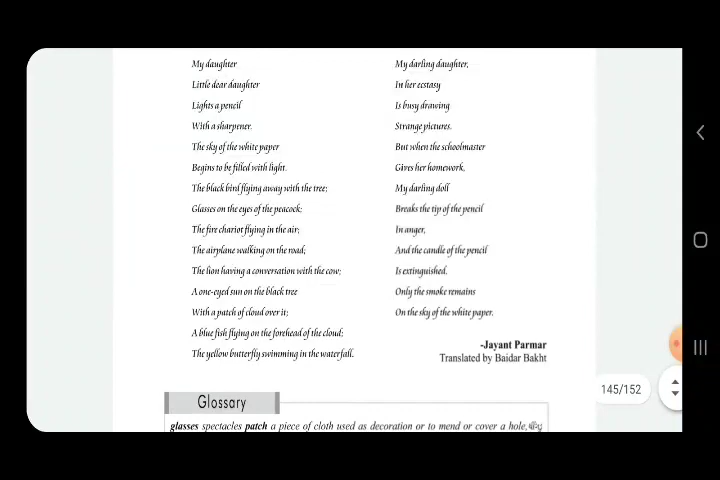 My daughter
Little dear daughter
Lights a pencil
With a sharpener.
The sky of the white paper
Begins to be filled with light.
The black bird flying away with the tree;
Glasses on the eyes of the peacock;
The fire chariot flying in the air;
The airplane walking on the road;
The lion having a conversation with the cow;
A one-eyed sun on the black tree
With a patch of cloud over it;
A blue fish flying on the forehead of the cloud;
The yellow butterfly swimming in the waterfall.
My darling daughter,
In her ecstasy
Is busy drawing
Strange pictures.
But when the schoolmaster
Gives her homework,
My darling doll
Breaks the tip of the pencil
In anger,
And the candle of the pencil
Is extinguished.
Only the smoke remains
On the sky of the white paper.
-Jayant Parmar
Translated by Baidar Bakht
145/152
Glossary
glasses spectacles patch a piece of cloth used as decoration or to mend or cover a hole,